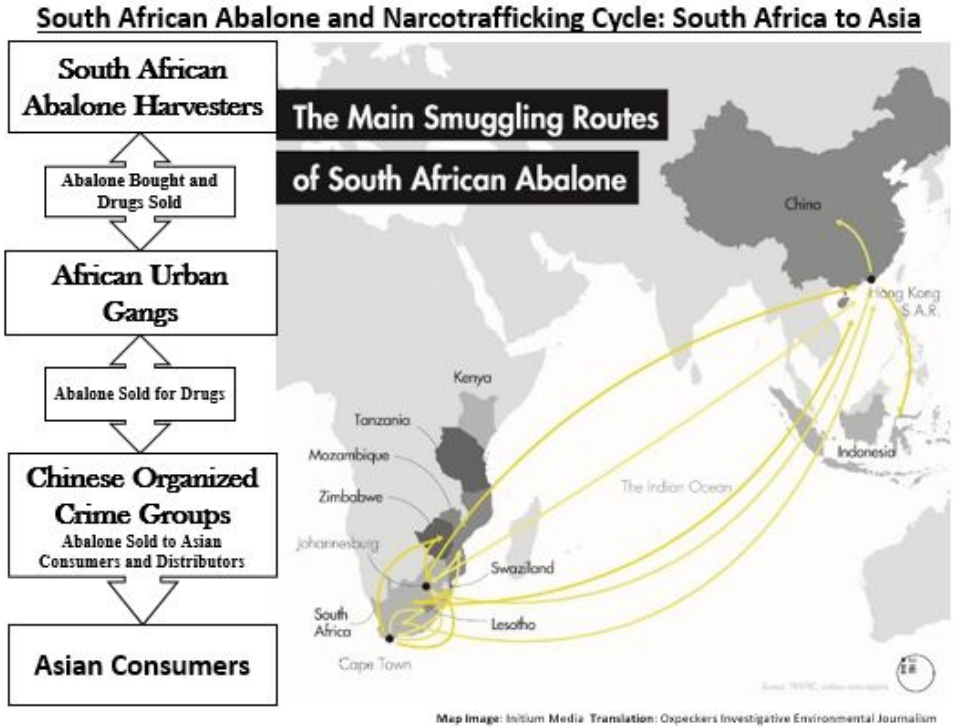 South African Abalone and Narcotrafficking Cycle: South Africa to Asia
South African
Abalone Harvesters
Abalone Bought and
Drugs Sold
African Urban
Gangs
Abalone Sold for Drugs
Chinese Organized
Crime Groups
Abalone Sold to Asian
Consumers and Distributors
Asian Consumers
The Main Smuggling Routes
of South African Abalone
China
Hong Kong
S.A.R.
Kenya
Tanzania
Mozambique
Indonesia
Zimbabwe
The Indian Ocean
Johannesburg
Swaziland
South
Africa
Lesotho
Cape Town
Map Image: Initium Media Translation: Oxpeckers Investigative Environmental Journalism